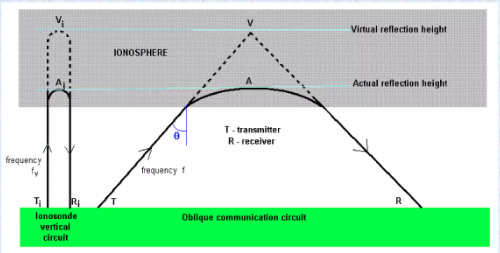 Vi
V
Virtual reflection height
IONOSPHERE
Ai
A
Actual reflection height
T - transmitter
R - receiver
θ
frequency
fv
frequency f
Ti
Ri
T
R
Ionosonde
vertical
circuit
Oblique communication circuit